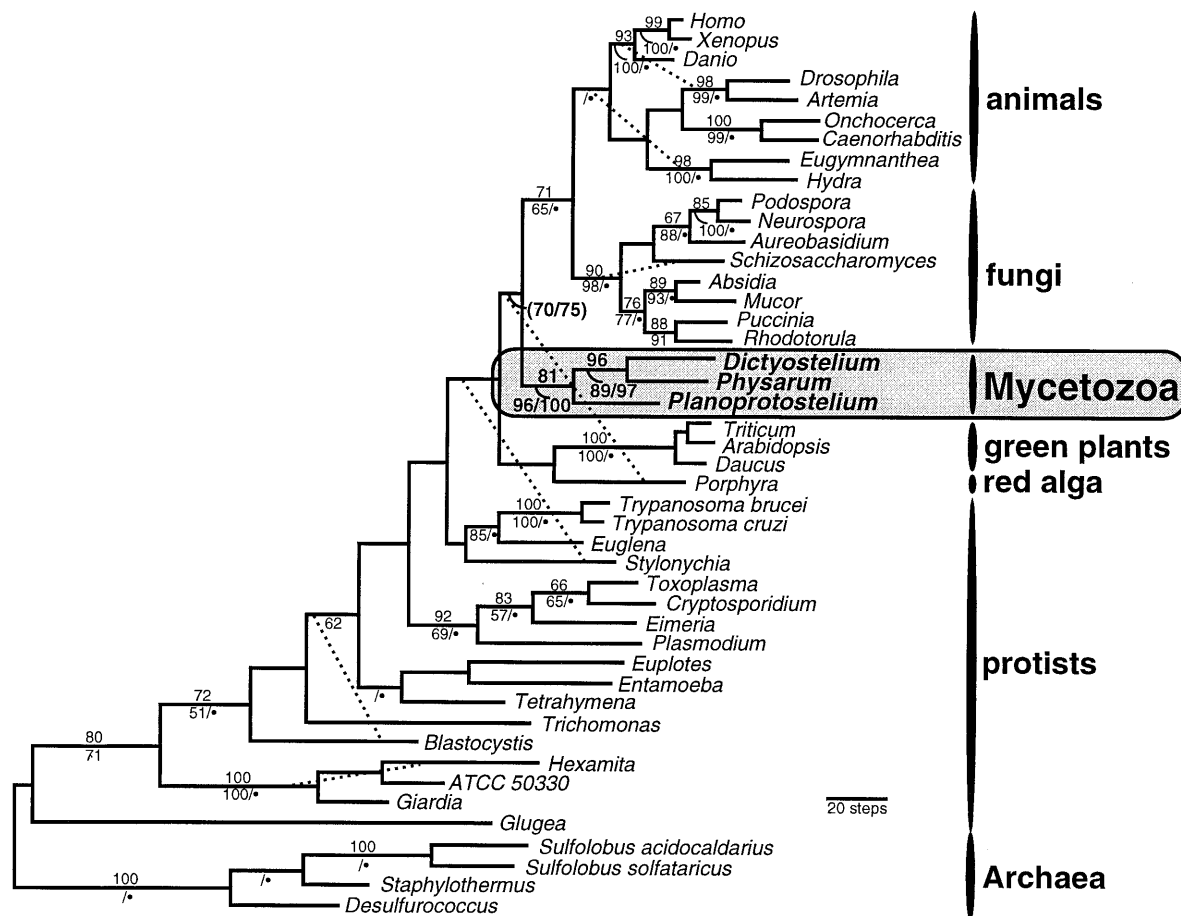 99
Homo
93
Xenopus
100/•
Danio
100/•
98
Drosophila
/•
99/•
Artemia
animals
100
Onchocerca
99/•
Caenorhabditis
98
Eugymnanthea
100/•
Hydra
71
65/•
85
Podospora
67
100/•
Neurospora
88/•
Aureobasidium
90
Schizosaccharomyces
98/•
fungi
89
Absidia
76
93/•
Mucor
(70/75)
77/•
88
Puccinia
91
Rhodotorula
96
Dictyostelium
81
89/97
Physarum
96/100
Planoprotostelium
Mycetozoa
100
Triticum
100/•
Arabidopsis
green plants
Daucus
Porphyra
red alga
100
Trypanosoma brucei
100/•
Trypanosoma cruzi
85/•
Euglena
Stylonychia
66
Toxoplasma
83
65/•
Cryptosporidium
92
57/•
Eimeria
69/•
Plasmodium
62
Euplotes
protists
/•
Entamoeba
72
Tetrahymena
51/•
Trichomonas
80
Blastocystis
71
Hexamita
100
ATCC 50330
100/•
Giardia
20 steps
Glugea
100
Sulfolobus acidocaldarius
/•
Sulfolobus solfataricus
100
/•
Staphylothermus
Archaea
/•
Desulfurococcus